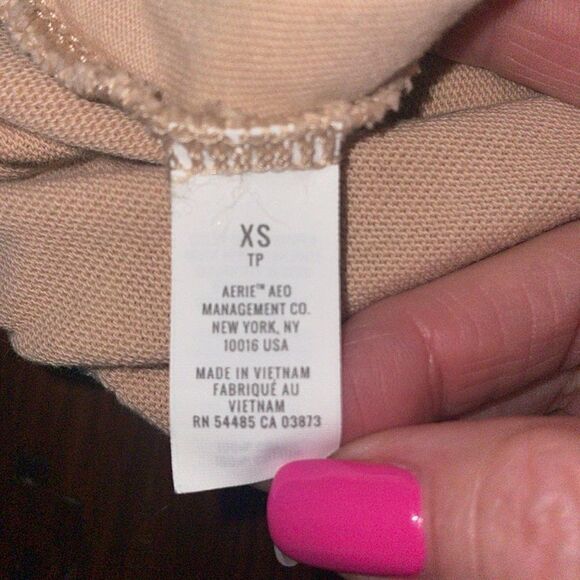 XS
TP
AERIE™ AEO
MANAGEMENT CO.
NEW YORK, NY
10016 USA
MADE IN VIETNAM
FABRIQUÉ AU
VIETNAM
RN 54485 CA 03873